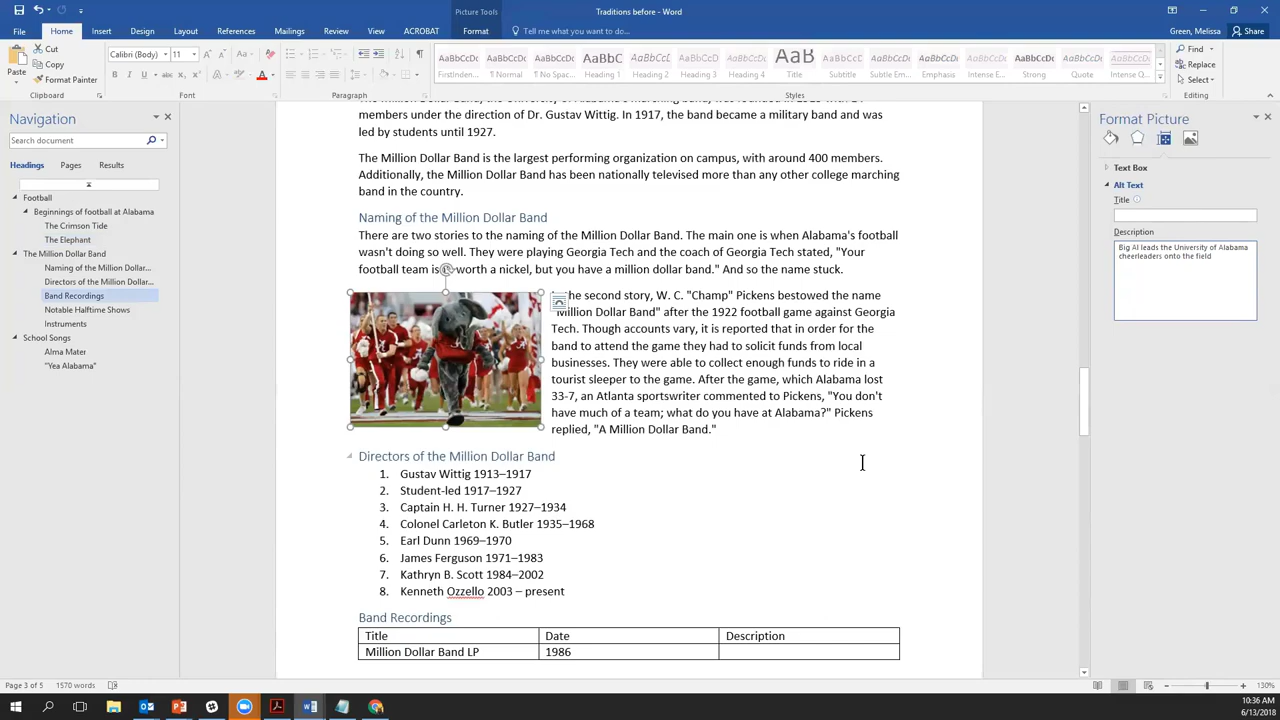 Picture Tools
Traditions before - Word
File Home Insert Design Layout References Mailings Review View ACROBAT Format Tell me what you want to do... Green, Melissa Share
Paste
Cut
Copy
Format Painter
Clipboard
Calibri (Body) 11
Font
Paragraph
AaBbCcDc AaBbCcDc AaBbCcDc AaBbCc AaBbCcD AaBbCc AaBbCcD AaB AaBbCcD AaBbCcDc AaBbCcDc AaBbCcDc AaBbCcDc AaBbCcDc AaBbCcDc
Firstinden... ¶ Normal ¶ No Spac... Heading 1 Heading 2 Heading 3 Heading 4 Title Subtitle Subtle Em... Emphasis Intense E... Strong Quote Intense Q...
Styles
Find
Replace
Select
Editing
Navigation
Search document
Headings Pages Results
Football
Beginnings of football at Alabama
The Crimson Tide
The Elephant
The Million Dollar Band
Naming of the Million Dollar...
Directors of the Million Dollar...
Band Recordings
Notable Halftime Shows
Instruments
School Songs
Alma Mater
"Yea Alabama"
members under the direction of Dr. Gustav Wittig. In 1917, the band became a military band and was
led by students until 1927.
The Million Dollar Band is the largest performing organization on campus, with around 400 members.
Additionally, the Million Dollar Band has been nationally televised more than any other college marching
band in the country.
Naming of the Million Dollar Band
There are two stories to the naming of the Million Dollar Band. The main one is when Alabama's football
wasn't doing so well. They were playing Georgia Tech and the coach of Georgia Tech stated, "Your
football team is worth a nickel, but you have a million dollar band." And so the name stuck.
the second story, W. C. "Champ" Pickens bestowed the name
"Million Dollar Band" after the 1922 football game against Georgia
Tech. Though accounts vary, it is reported that in order for the
band to attend the game they had to solicit funds from local
businesses. They were able to collect enough funds to ride in a
tourist sleeper to the game. After the game, which Alabama lost
33-7, an Atlanta sportswriter commented to Pickens, "You don't
have much of a team; what do you have at Alabama?" Pickens
replied, "A Million Dollar Band."
Directors of the Million Dollar Band
1. Gustav Wittig 1913–1917
2. Student-led 1917–1927
3. Captain H. H. Turner 1927–1934
4. Colonel Carleton K. Butler 1935–1968
5. Earl Dunn 1969–1970
6. James Ferguson 1971–1983
7. Kathryn B. Scott 1984–2002
8. Kenneth Ozzello 2003 – present
Band Recordings
Title Date Description
Million Dollar Band LP 1986
Format Picture
Text Box
Alt Text
Title
Description
Big Al leads the University of Alabama
cheerleaders onto the field
Page 3 of 5 1570 words
130%
10:36 AM
6/13/2018